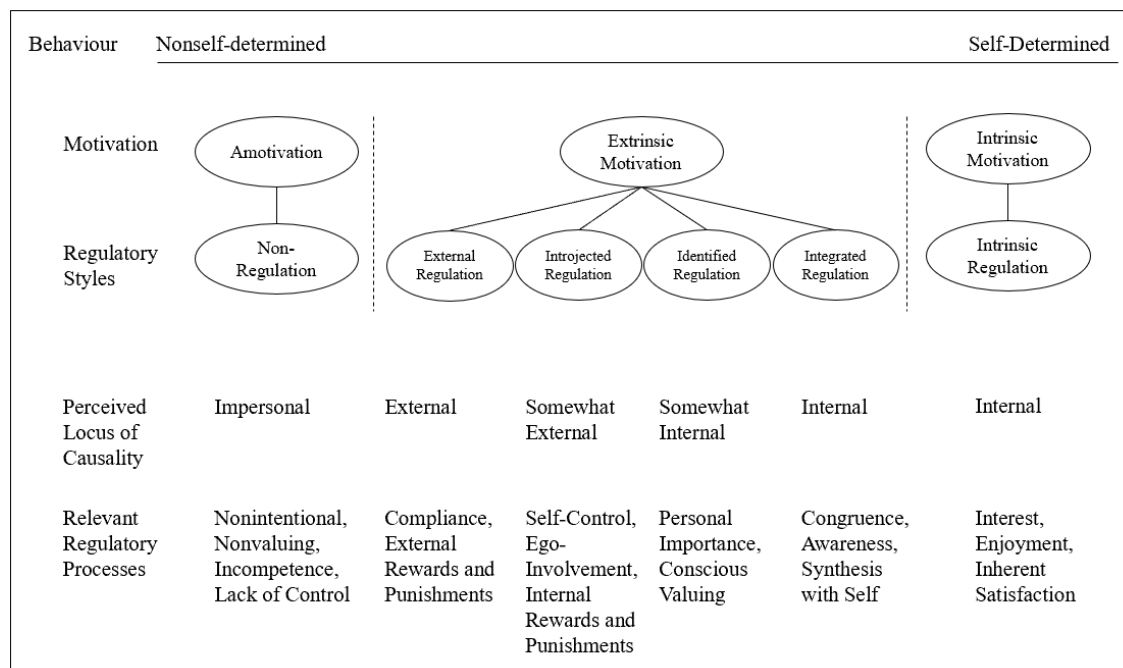 Behaviour Nonself-determined Self-Determined
Motivation
Amotivation
Extrinsic
Motivation
Intrinsic
Motivation
Regulatory
Styles
Non-
Regulation
External
Regulation
Introjected
Regulation
Identified
Regulation
Integrated
Regulation
Intrinsic
Regulation
Perceived
Locus of
Causality
Impersonal
External
Somewhat
External
Somewhat
Internal
Internal
Internal
Relevant
Regulatory
Processes
Nonintentional,
Nonvaluing,
Incompetence,
Lack of Control
Compliance,
External
Rewards and
Punishments
Self-Control,
Ego-
Involvement,
Internal
Rewards and
Punishments
Personal
Importance,
Conscious
Valuing
Congruence,
Awareness,
Synthesis
with Self
Interest,
Enjoyment,
Inherent
Satisfaction